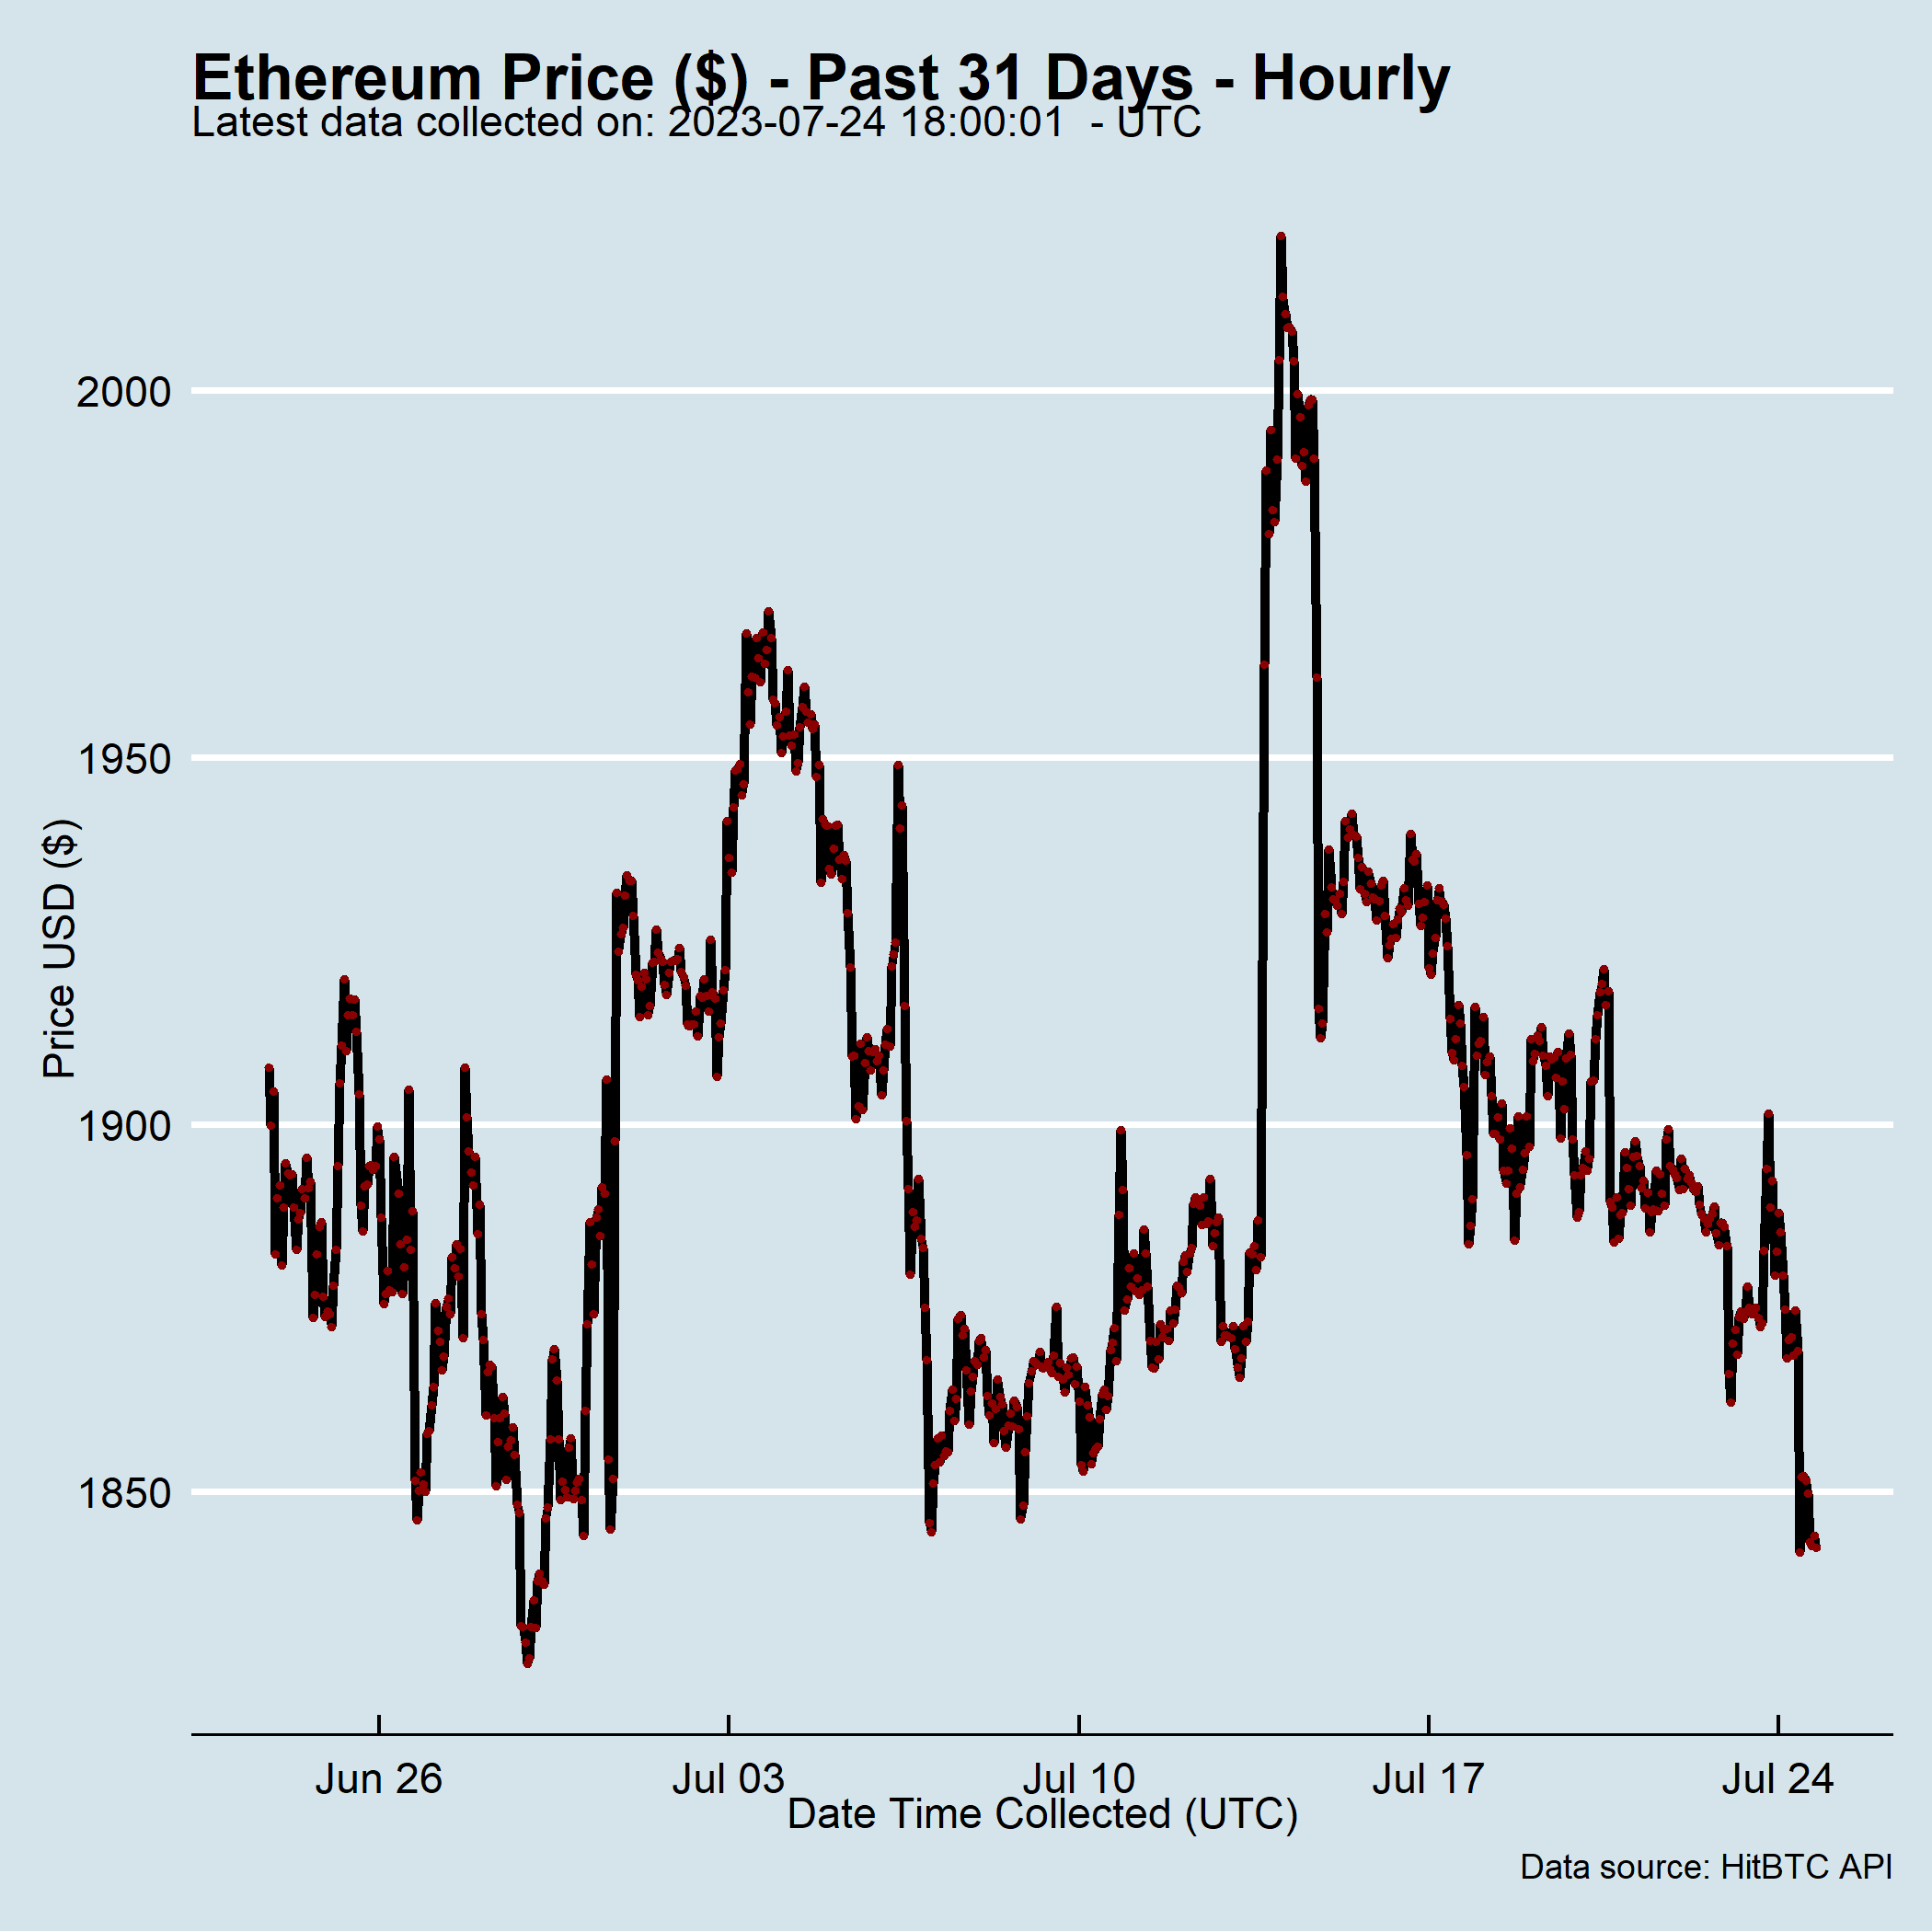 Ethereum Price ($) - Past 31 Days - Hourly
Latest data collected on: 2023-07-24 18:00:01  - UTC
2000
1950
1900
1850
Price USD ($)
Jun 26
Jul 03
Jul 10
Jul 17
Jul 24
Date Time Collected (UTC)
Data source: HitBTC API